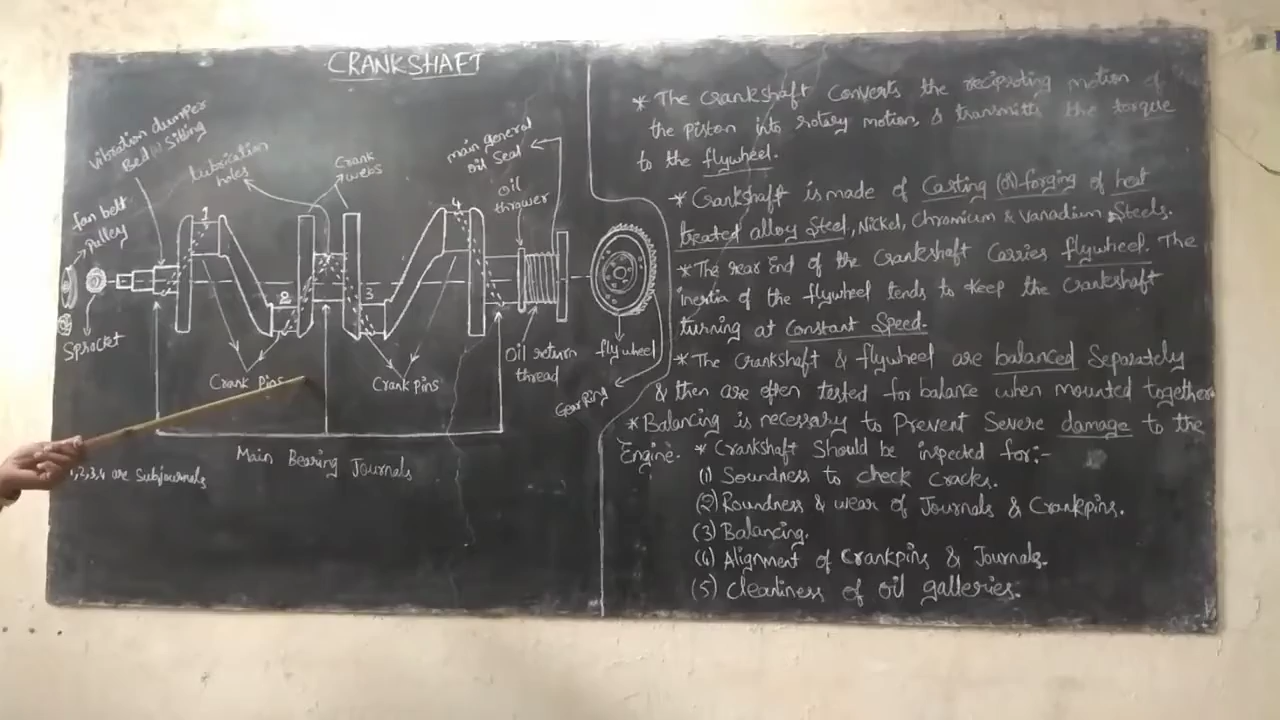 CRANKSHAFT
vibration dumper
Bed Sitting
lubrication
holes
Crank
webs
main general
oil Seal
oil
thrower
fan belt
Pullery
1
2
3
4
Sprocket
Crank Pins
Crank pins
Oil return
thread
flywheel
Gear ring
Main Bearing Journals
1,2,3,4 are Subjournals
* The Crankshaft Converts the reciproting motion of
the piston into rotary motion, & transmitts the torque
to the flywheel.
* Crankshaft is made of Casting (or) forging of heat
treated alloy Steel, Nickel, Chromium & Vanadium Steels.
* The rear End of the Crankshaft Carries flywheel. The
inertia of the flywheel tends to keep the Crankshaft
turning at Constant Speed.
* The Crankshaft & flywheel are balanced Separately
& then are often tested for balance when mounted together.
* Balancing is necessary to Prevent Severe damage to the
Engine. * Crankshaft Should be inspected for:-
(1) Soundness to check Cracks.
(2) Roundness & wear of Journals & Crankpins.
(3) Balancing.
(4) Alignment of Crankpins & Journals.
(5) Cleanliness of oil galleries.